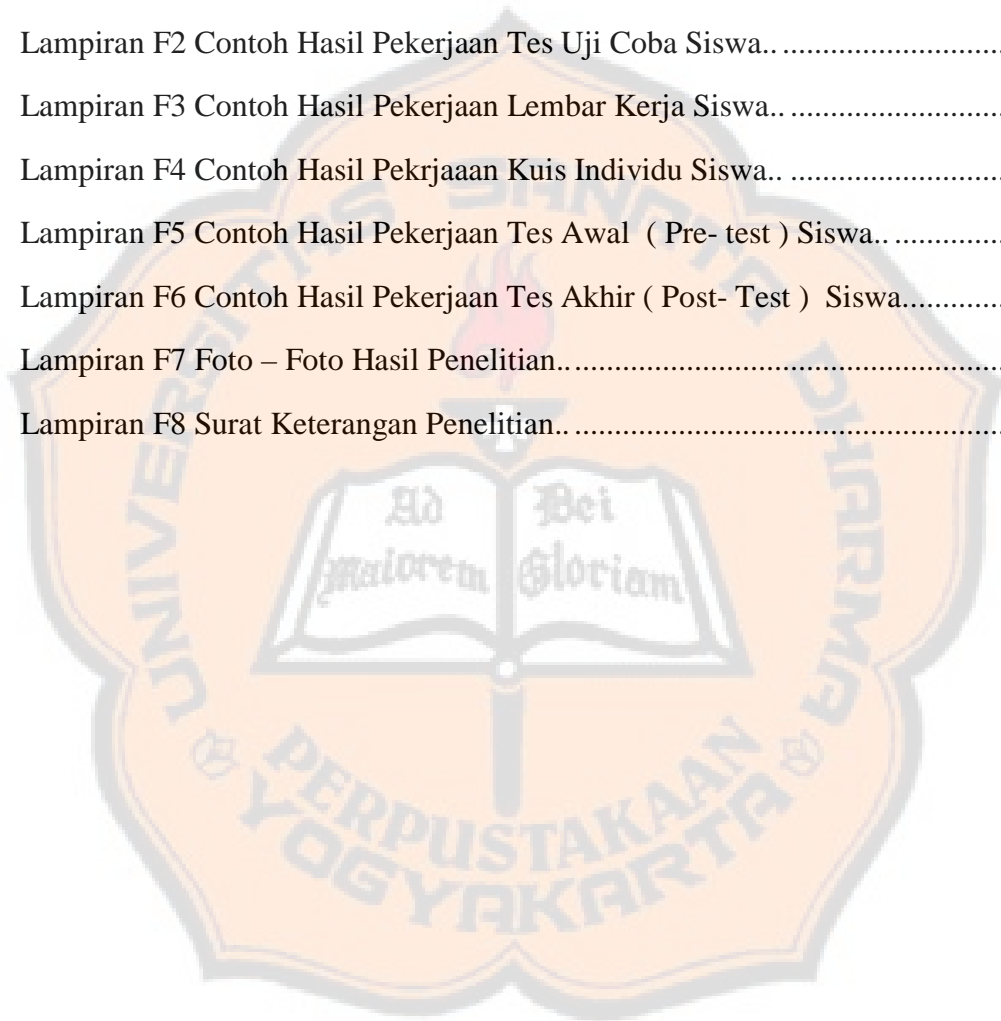 Lampiran F2 Contoh Hasil Pekerjaan Tes Uji Coba Siswa.. ............................
Lampiran F3 Contoh Hasil Pekerjaan Lembar Kerja Siswa.. ...........................
Lampiran F4 Contoh Hasil Pekrjaaan Kuis Individu Siswa.. ...........................
Lampiran F5 Contoh Hasil Pekerjaan Tes Awal ( Pre- test ) Siswa.. ..............
Lampiran F6 Contoh Hasil Pekerjaan Tes Akhir ( Post- Test ) Siswa.............
Lampiran F7 Foto – Foto Hasil Penelitian.. .....................................................
Lampiran F8 Surat Keterangan Penelitian.. .....................................................
UNIVERSITAS SANATA DHARMA
Ad Dei
Maiorem Gloriam
PERPUSTAKAAN
YOGYAKARTA